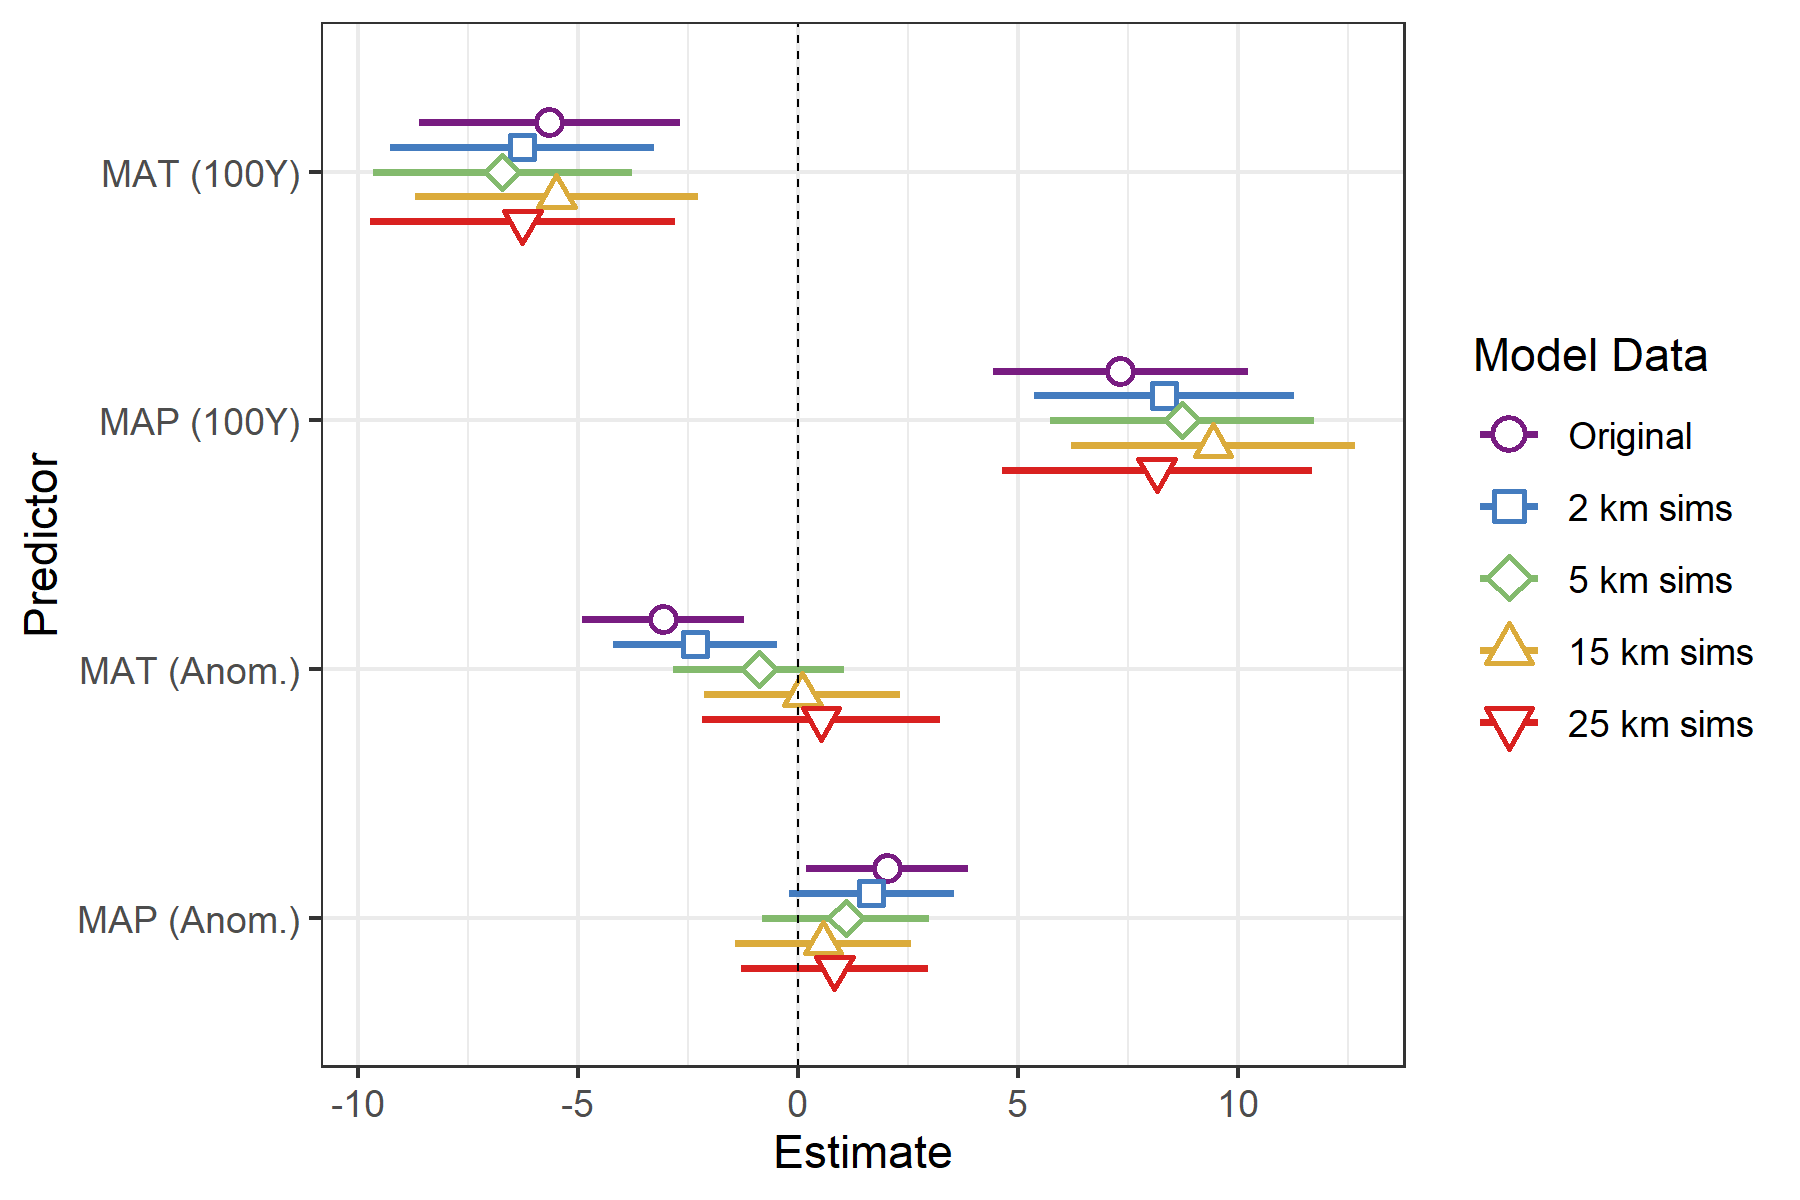 MAT (100Y)
MAP (100Y)
MAT (Anom.)
MAP (Anom.)
Predictor
-10
-5
0
5
10
Estimate
Model Data
Original
2 km sims
5 km sims
15 km sims
25 km sims